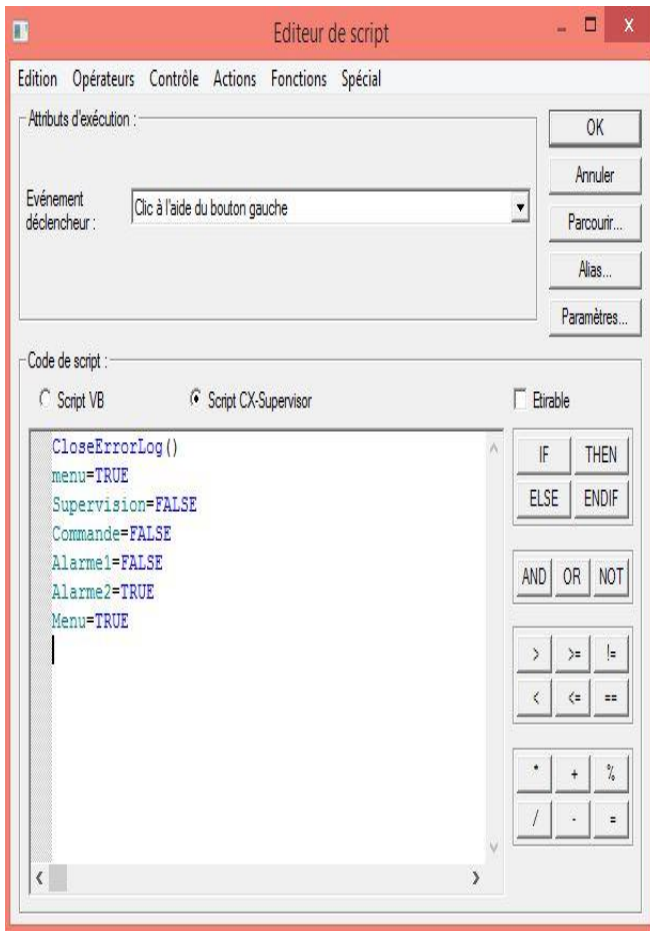 Editeur de script
Edition Opérateurs Contrôle Actions Fonctions Spécial
Attributs d'exécution :
Evénement déclencheur :
Clic à l'aide du bouton gauche
OK
Annuler
Parcourir...
Alias...
Paramètres...
Code de script :
Script VB
Script CX-Supervisor
Etirable
CloseErrorLog()
menu=TRUE
Supervision=FALSE
Commande=FALSE
Alarme1=FALSE
Alarme2=TRUE
Menu=TRUE
IF THEN
ELSE ENDIF
AND OR NOT
> >= !=
< <= ==
* + %
/ - =